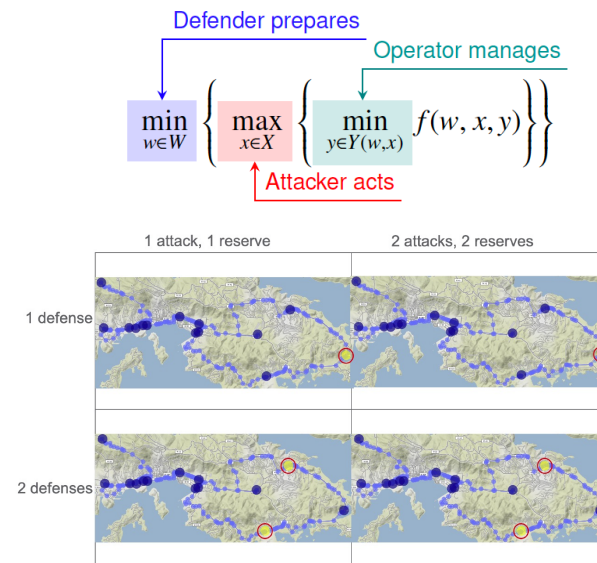 Defender prepares
Operator manages
min { max { min f(w, x, y) } }
w∈W x∈X y∈Y(w,x)
Attacker acts
1 attack, 1 reserve 2 attacks, 2 reserves
1 defense
2 defenses